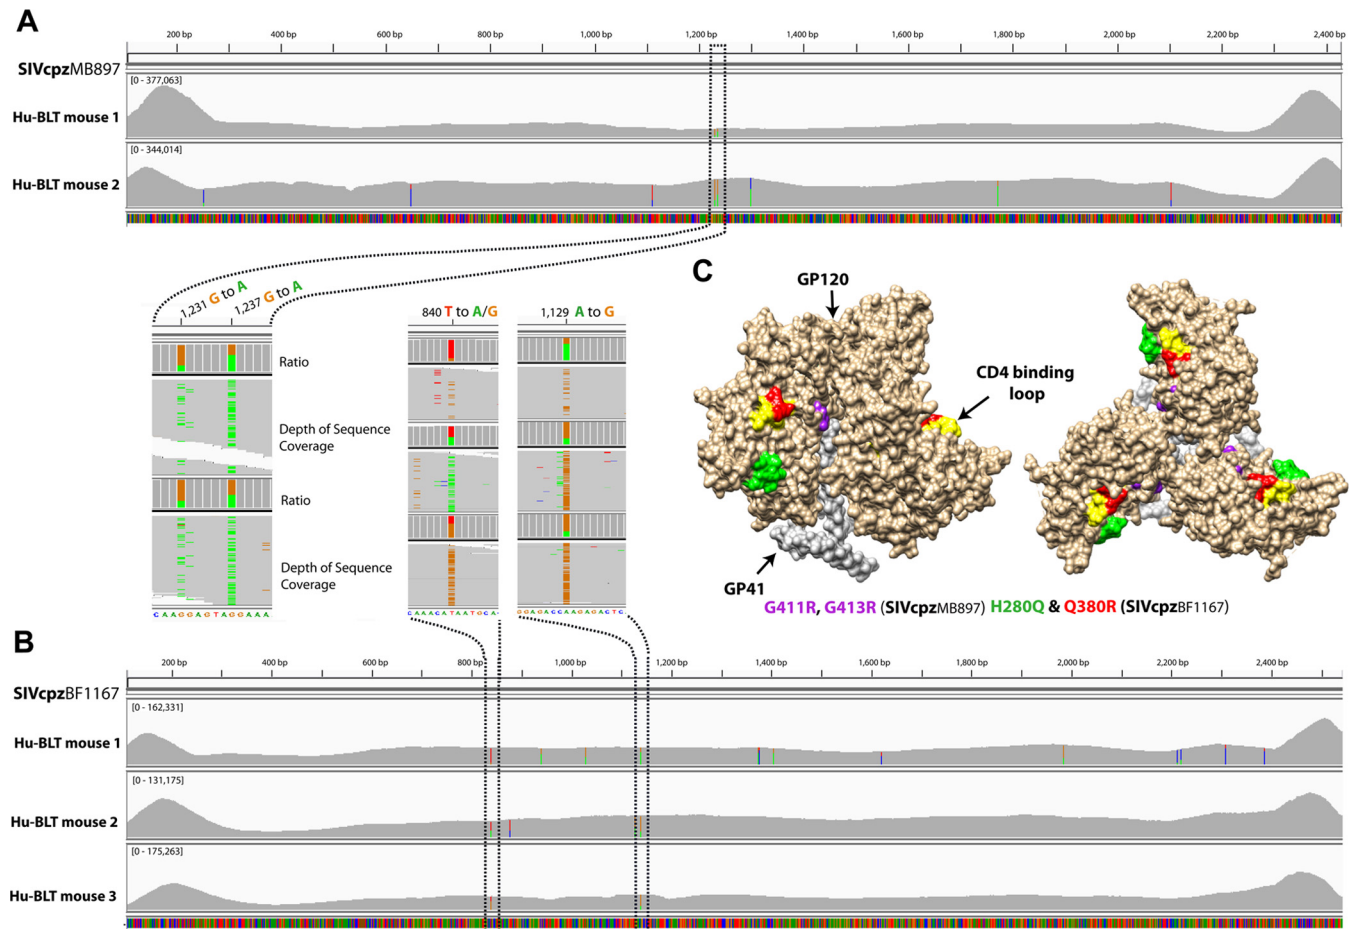 A
200 bp 400 bp 600 bp 800 bp 1,000 bp 1,200 bp 1,400 bp 1,600 bp 1,800 bp 2,000 bp 2,200 bp 2,400 bp
SIVcpzMB897
[0 - 377,063]
Hu-BLT mouse 1
[0 - 344,014]
Hu-BLT mouse 2
1,231 G to A
1,237 G to A
840 T to A/G
1,129 A to G
Ratio
Depth of Sequence
Coverage
Ratio
Depth of Sequence
Coverage
CAAGGAGTAGGAAA
CAAACATAATGCA
GGAGACCAAGAGACTC
C
GP120
CD4 binding
loop
GP41
G411R, G413R (SIVcpzMB897) H280Q & Q380R (SIVcpzBF1167)
B
200 bp 400 bp 600 bp 800 bp 1,000 bp 1,200 bp 1,400 bp 1,600 bp 1,800 bp 2,000 bp 2,200 bp 2,400 bp
SIVcpzBF1167
[0 - 162,331]
Hu-BLT mouse 1
[0 - 131,175]
Hu-BLT mouse 2
[0 - 175,263]
Hu-BLT mouse 3